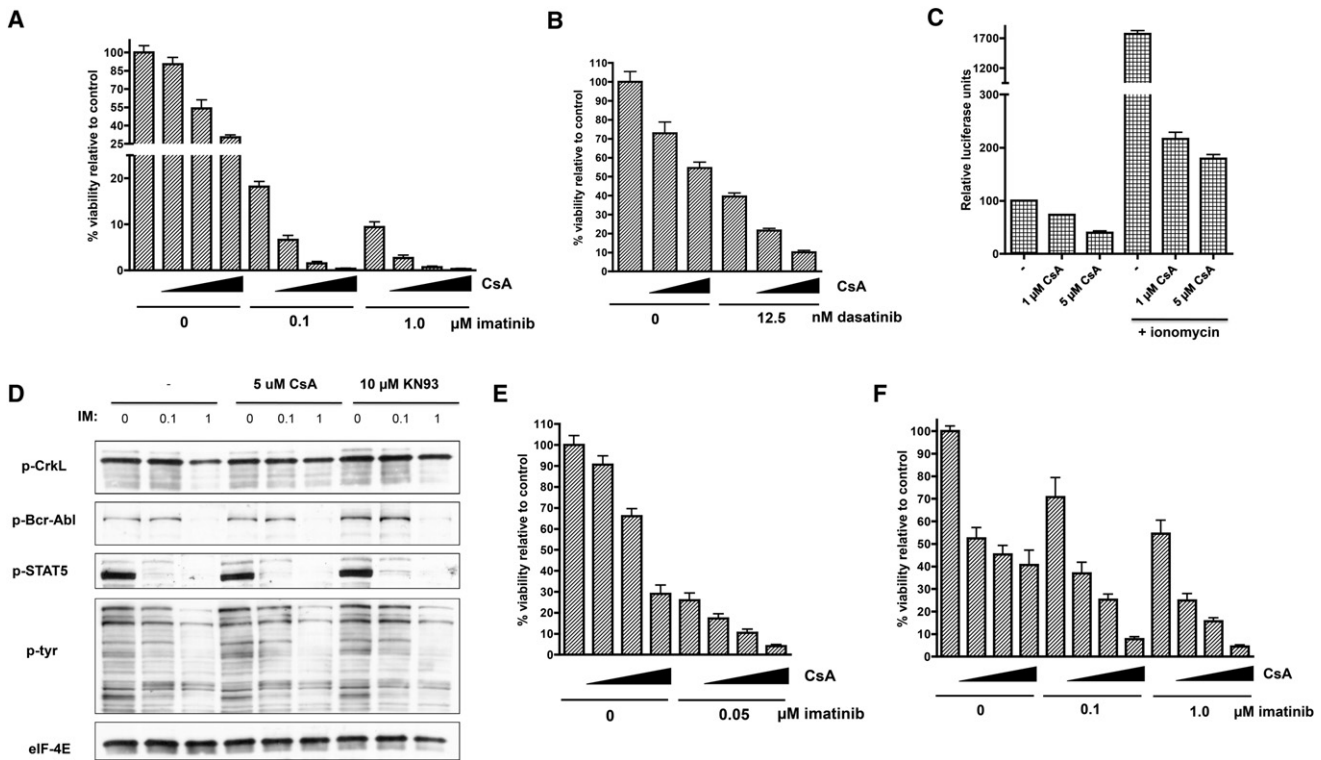 A
% viability relative to control
100
85
70
55
40
25
20
10
0
CsA
0 0.1 1.0 µM imatinib
B
% viability relative to control
110
100
90
80
70
60
50
40
30
20
10
0
CsA
0 12.5 nM dasatinib
C
Relative luciferase units
1700
1200
300
200
100
0
- 1 µM CsA 5 µM CsA - 1 µM CsA 5 µM CsA
+ ionomycin
D
- 5 uM CsA 10 µM KN93
IM: 0 0.1 1 0 0.1 1 0 0.1 1
p-CrkL
p-Bcr-Abl
p-STAT5
p-tyr
eIF-4E
E
% viability relative to control
110
100
90
80
70
60
50
40
30
20
10
0
CsA
0 0.05 µM imatinib
F
% viability relative to control
110
100
90
80
70
60
50
40
30
20
10
0
CsA
0 0.1 1.0 µM imatinib